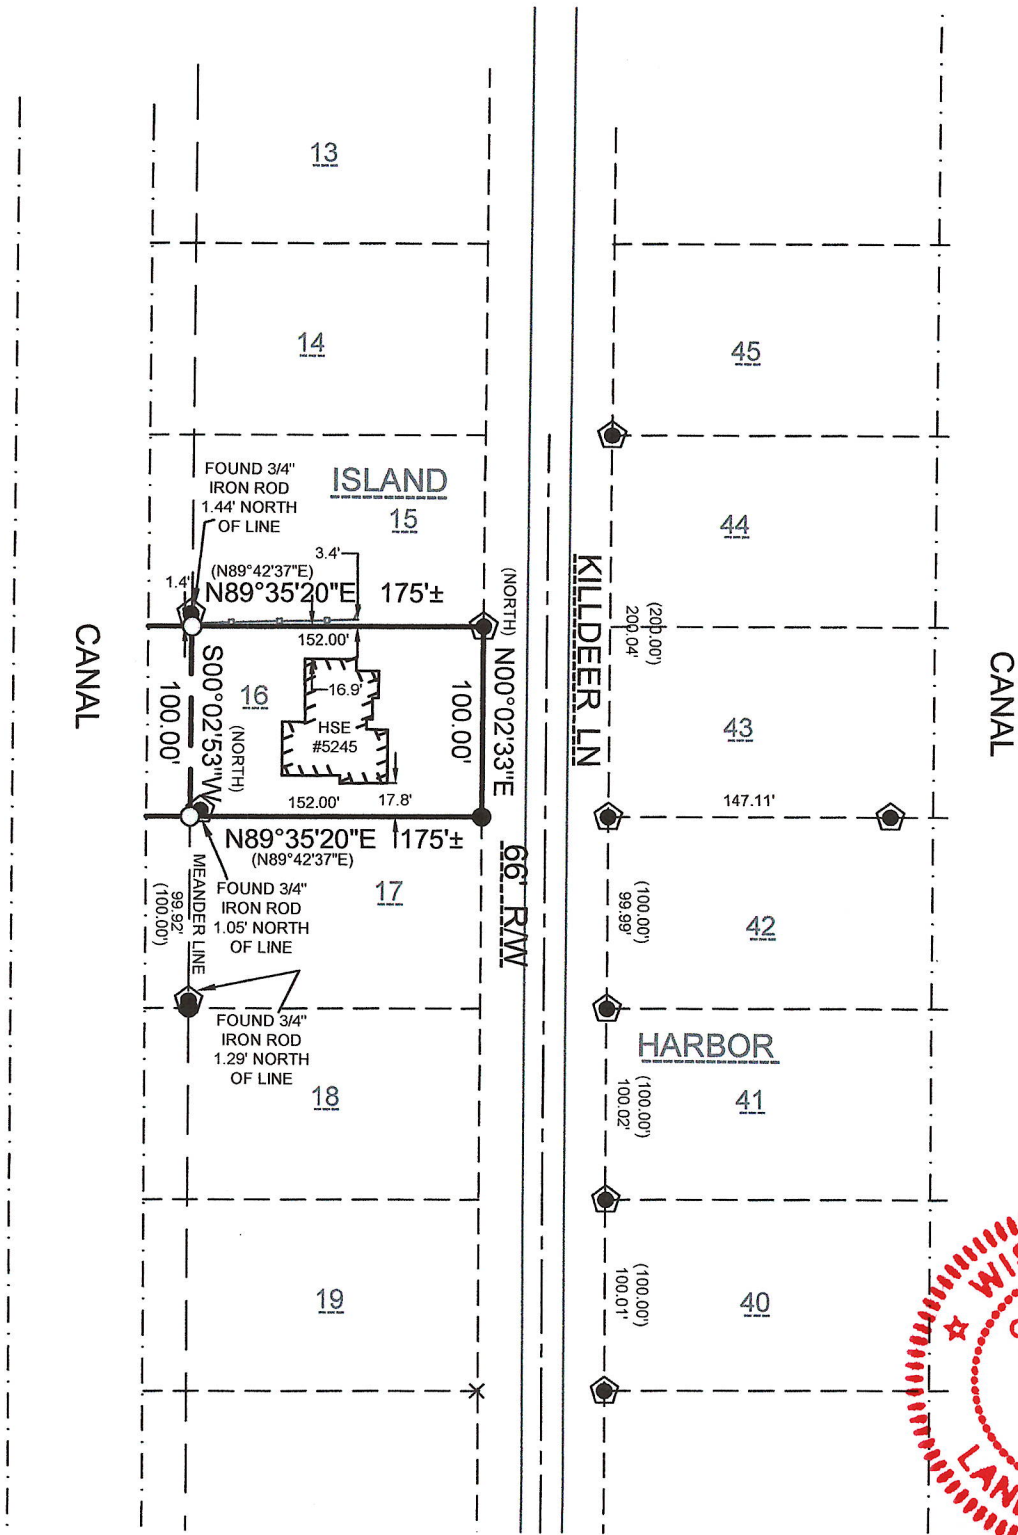 13
14
45
ISLAND
15
44
FOUND 3/4"
IRON ROD
1.44' NORTH
OF LINE
3.4'
(N89°42'37"E)
1.4'
N89°35'20"E 175'±
152.00'
(NORTH)
N00°02'33"E
100.00'
KILLDEER LN
66' R/W
(200.00')
200.04'
CANAL
CANAL
S00°02'53"W
(NORTH)
100.00'
16
16.9'
HSE
#5245
43
147.11'
152.00'
17.8'
N89°35'20"E 175'±
(N89°42'37"E)
MEANDER LINE
99.92'
(100.00')
FOUND 3/4"
IRON ROD
1.05' NORTH
OF LINE
17
(100.00')
99.99'
42
FOUND 3/4"
IRON ROD
1.29' NORTH
OF LINE
HARBOR
18
(100.00')
100.02'
41
19
(100.00')
100.01'
40